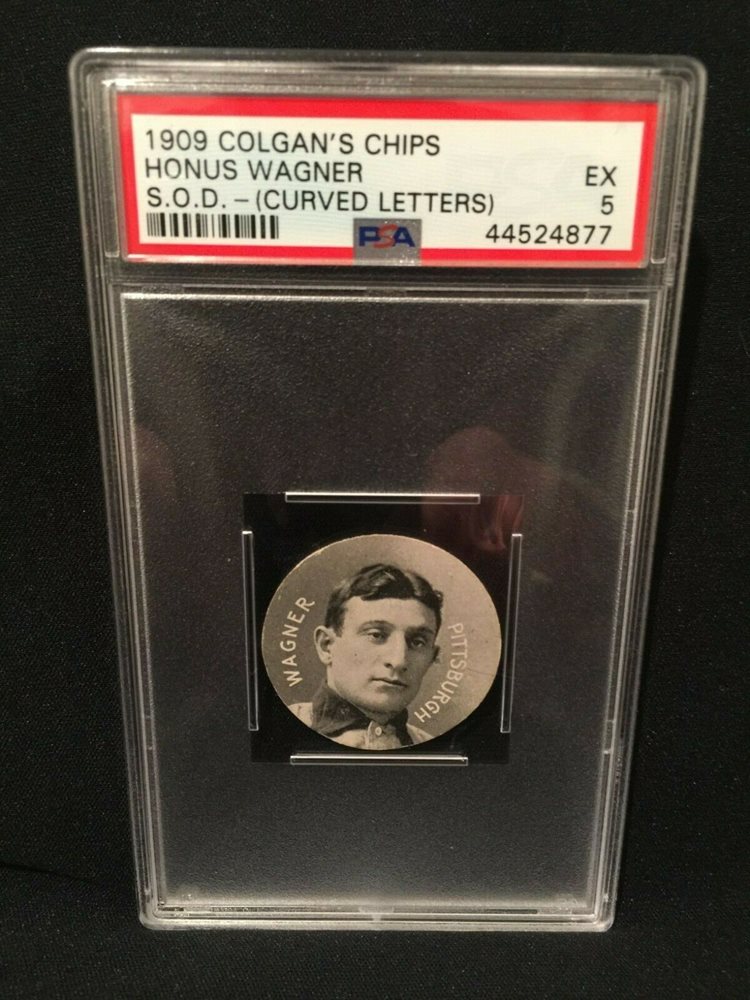 1909 COLGAN'S CHIPS
HONUS WAGNER EX
S.O.D. - (CURVED LETTERS) 5
PSA 44524877
WAGNER
PITTSBURGH